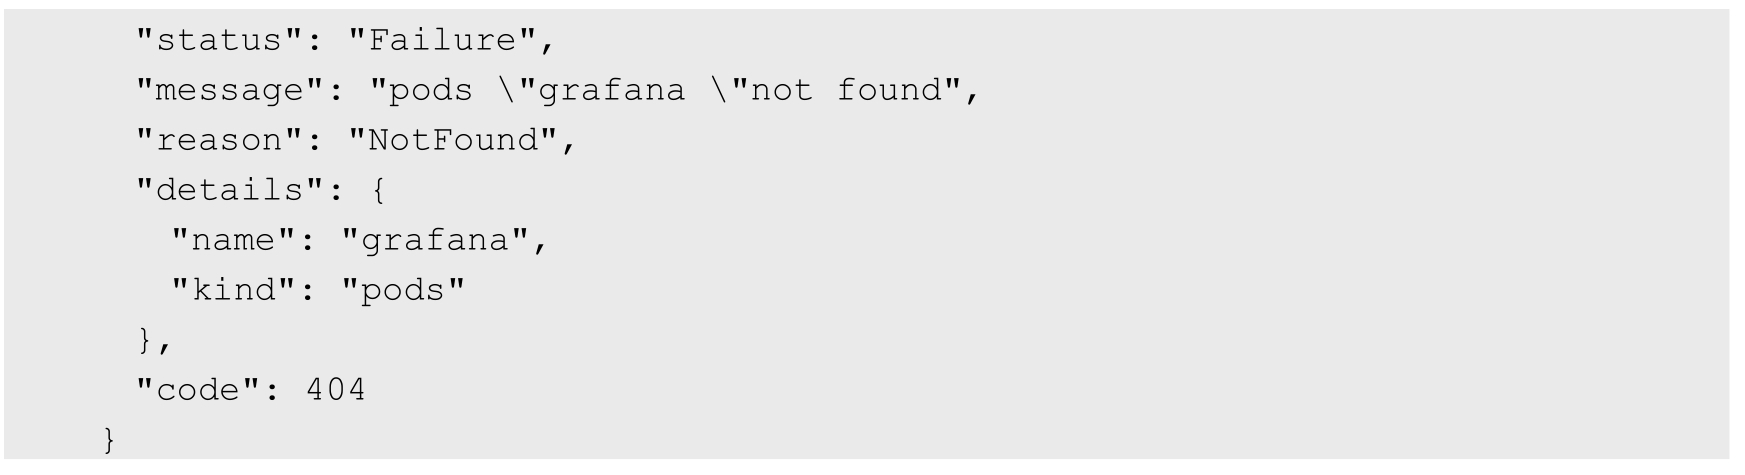 "status": "Failure",
"message": "pods \"grafana \"not found",
"reason": "NotFound",
"details": {
"name": "grafana",
"kind": "pods"
},
"code": 404
}